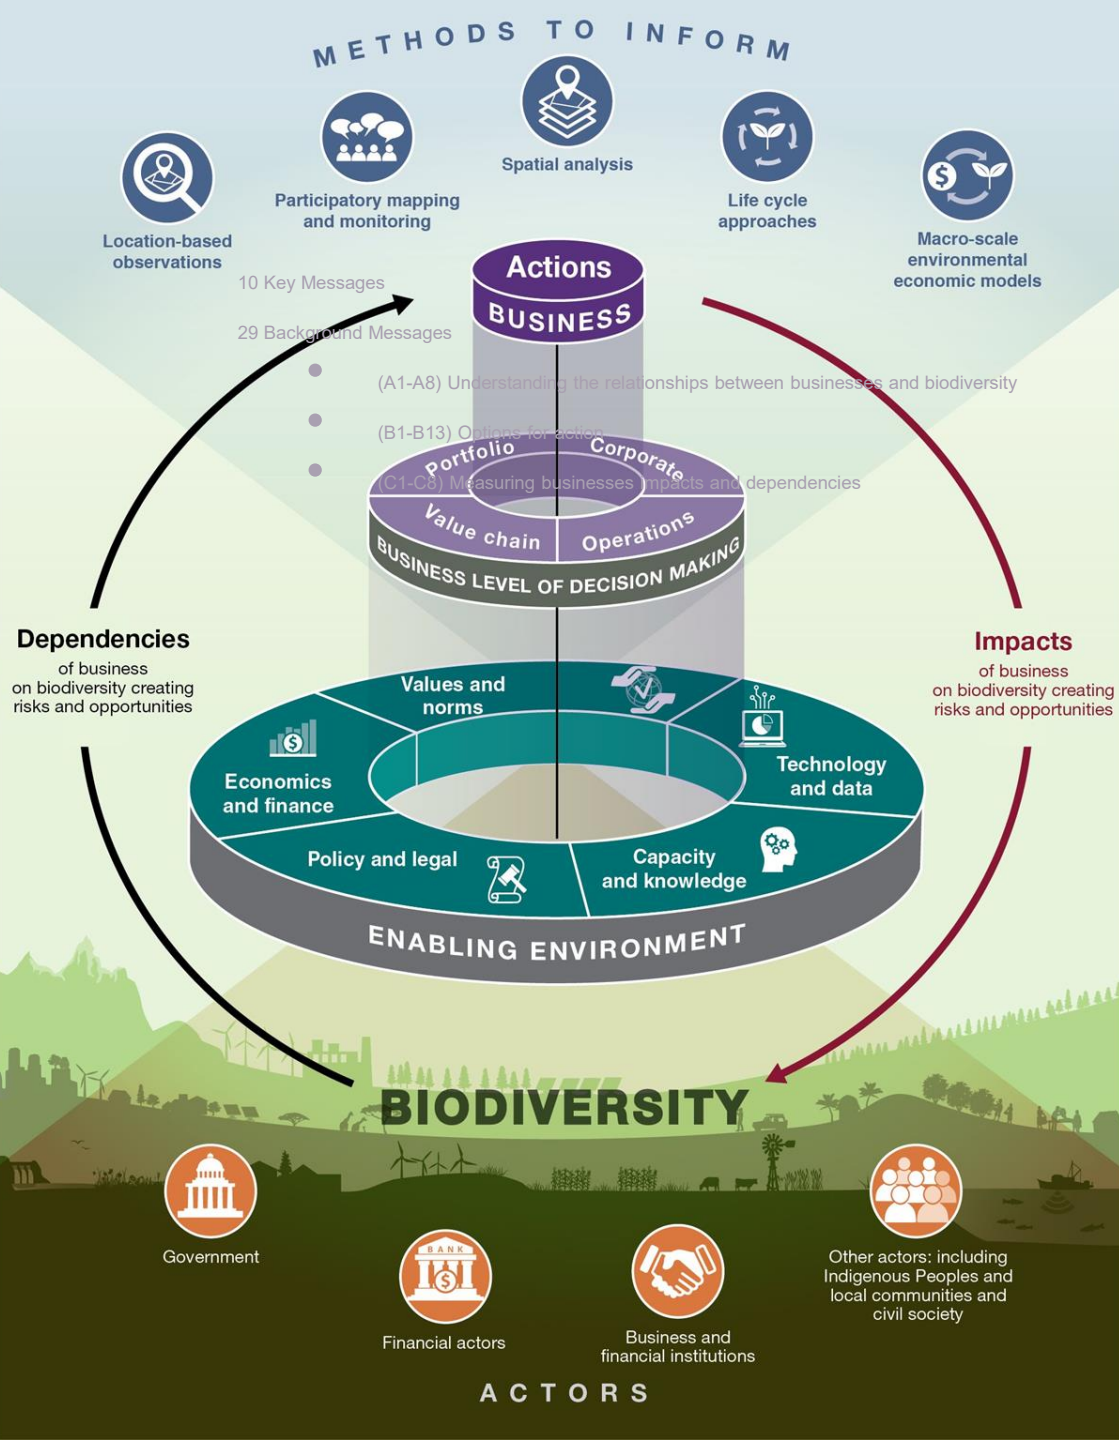 METHODS TO INFORM
Spatial analysis
Participatory mapping
and monitoring
Life cycle
approaches
Location-based
observations
Macro-scale
environmental
economic models
10 Key Messages
29 Background Messages
(A1-A8) Understanding the relationships between businesses and biodiversity
(B1-B13) Options for action
(C1-C8) Measuring businesses impacts and dependencies
Actions
BUSINESS
Portfolio
Corporate
Value chain
Operations
BUSINESS LEVEL OF DECISION MAKING
Dependencies
of business
on biodiversity creating
risks and opportunities
Impacts
of business
on biodiversity creating
risks and opportunities
Values and
norms
Economics
and finance
Technology
and data
Policy and legal
Capacity
and knowledge
ENABLING ENVIRONMENT
BIODIVERSITY
Government
BANK
Financial actors
Business and
financial institutions
Other actors: including
Indigenous Peoples and
local communities and
civil society
ACTORS